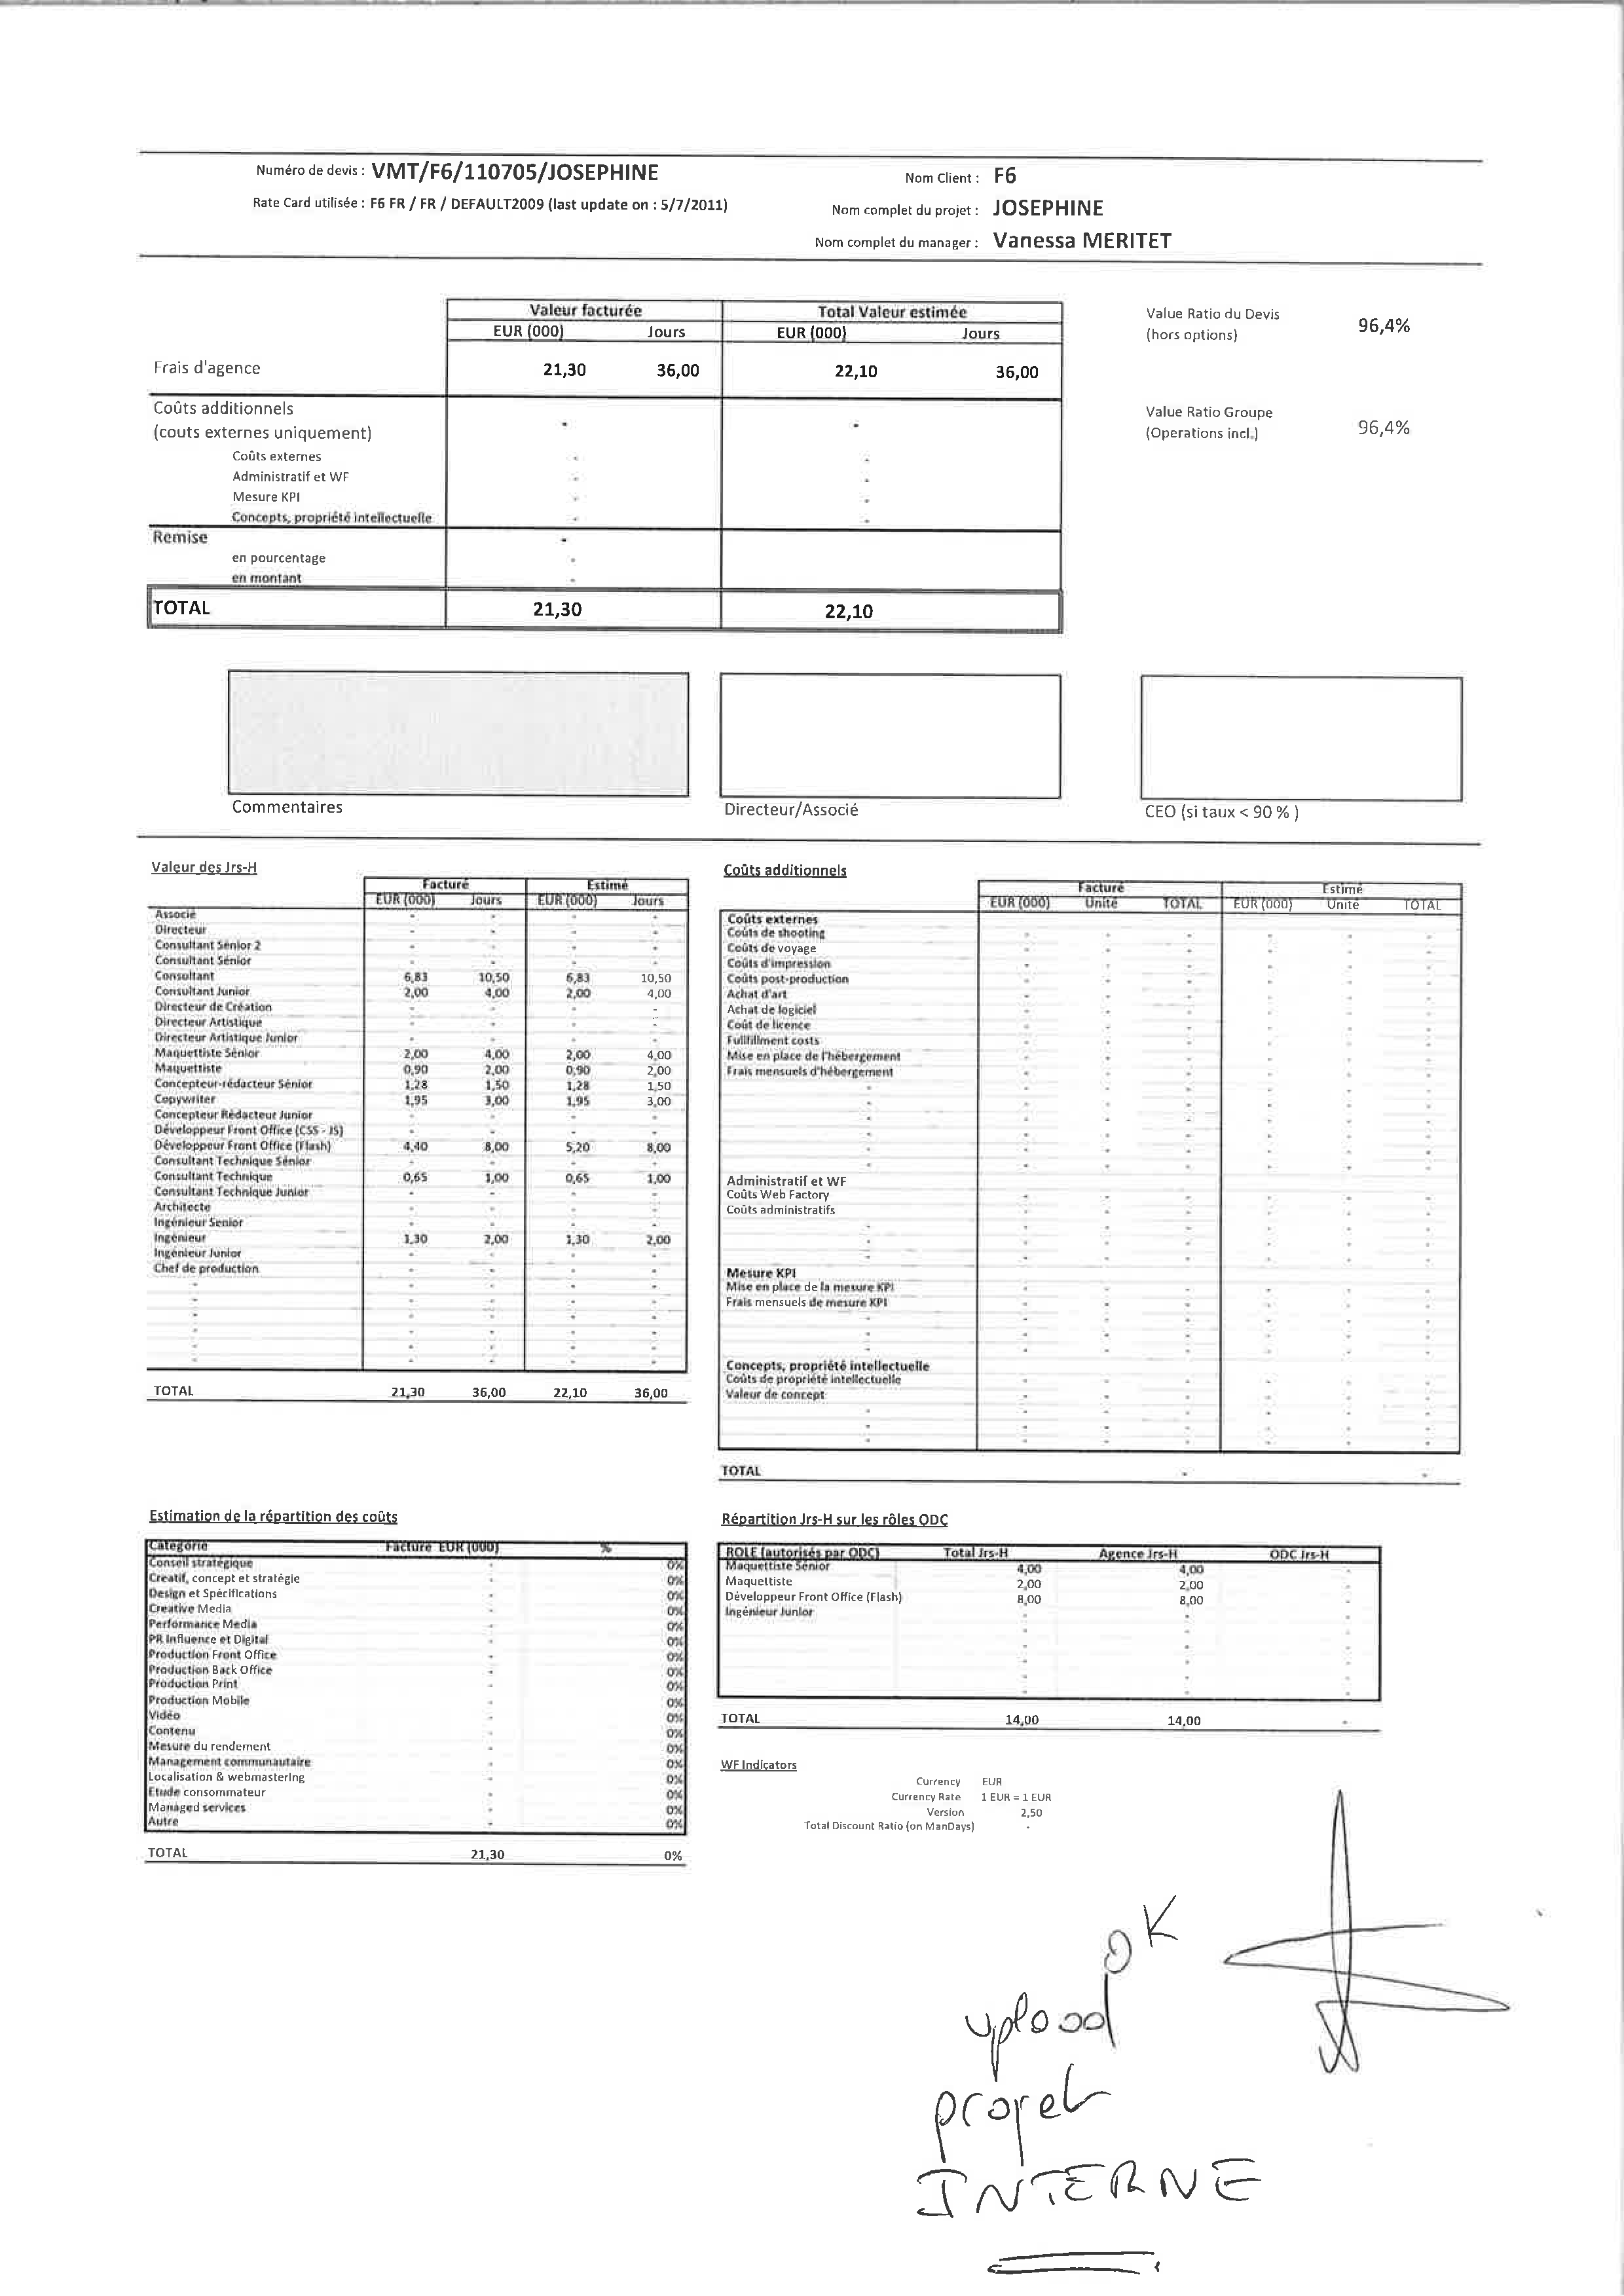 Numéro de devis : VMT/F6/110705/JOSEPHINE
Rate Card utilisée : F6 FR / FR / DEFAULT2009 (last update on : 5/7/2011)
Nom Client : F6
Nom complet du projet : JOSEPHINE
Nom complet du manager : Vanessa MERITET
Valeur facturée Total Valeur estimée
EUR (000) Jours EUR (000) Jours
Frais d'agence 21,30 36,00 22,10 36,00
Coûts additionnels - -
(couts externes uniquement)
Coûts externes - -
Administratif et WF - -
Mesure KPI - -
Concepts, propriété intellectuelle - -
Remise -
en pourcentage -
en montant -
TOTAL 21,30 22,10
Value Ratio du Devis
(hors options) 96,4%
Value Ratio Groupe
(Operations incl.) 96,4%
Commentaires
Directeur/Associé
CEO (si taux < 90 % )
Valeur des Jrs-H
Facturé Estimé
EUR (000) Jours EUR (000) Jours
Associé - - - -
Directeur - - - -
Consultant Sénior 2 - - - -
Consultant Sénior - - - -
Consultant 6,83 10,50 6,83 10,50
Consultant Junior 2,00 4,00 2,00 4,00
Directeur de Création - - - -
Directeur Artistique - - - -
Directeur Artistique Junior - - - -
Maquettiste Sénior 2,00 4,00 2,00 4,00
Maquettiste 0,90 2,00 0,90 2,00
Concepteur-rédacteur Sénior 1,28 1,50 1,28 1,50
Copywriter 1,95 3,00 1,95 3,00
Concepteur Rédacteur Junior - - - -
Développeur Front Office (CSS - JS) - - - -
Développeur Front Office (Flash) 4,40 8,00 5,20 8,00
Consultant Technique Sénior - - - -
Consultant Technique 0,65 1,00 0,65 1,00
Consultant Technique Junior - - - -
Architecte - - - -
Ingénieur Senior - - - -
Ingénieur 1,30 2,00 1,30 2,00
Ingénieur Junior - - - -
Chef de production - - - -
TOTAL 21,30 36,00 22,10 36,00
Coûts additionnels
Facturé Estimé
EUR (000) Unité TOTAL EUR (000) Unité TOTAL
Coûts externes
Coûts de shooting - - - - - -
Coûts de voyage - - - - - -
Coûts d'impression - - - - - -
Coûts post-production - - - - - -
Achat d'art - - - - - -
Achat de logiciel - - - - - -
Coût de licence - - - - - -
Fullfillment costs - - - - - -
Mise en place de l'hébergement - - - - - -
Frais mensuels d'hébergement - - - - - -
Administratif et WF
Coûts Web Factory - - - - - -
Coûts administratifs - - - - - -
Mesure KPI
Mise en place de la mesure KPI - - - - - -
Frais mensuels de mesure KPI - - - - - -
Concepts, propriété intellectuelle
Coûts de propriété intellectuelle - - - - - -
Valeur de concept - - - - - -
TOTAL - -
Estimation de la répartition des coûts
Catégorie Facturé EUR (000) %
Conseil stratégique - 0%
Creatif, concept et stratégie - 0%
Design et Spécifications - 0%
Creative Media - 0%
Performance Media - 0%
PR Influence et Digital - 0%
Production Front Office - 0%
Production Back Office - 0%
Production Print - 0%
Production Mobile - 0%
Vidéo - 0%
Contenu - 0%
Mesure du rendement - 0%
Management communautaire - 0%
Localisation & webmastering - 0%
Etude consommateur - 0%
Managed services - 0%
Autre - 0%
TOTAL 21,30 0%
Répartition Jrs-H sur les rôles ODC
ROLE (autorisés par ODC) Total Jrs-H Agence Jrs-H ODC Jrs-H
Maquettiste Sénior 4,00 4,00 -
Maquettiste 2,00 2,00 -
Développeur Front Office (Flash) 8,00 8,00 -
Ingénieur Junior - - -
TOTAL 14,00 14,00 -
WF Indicators
Currency EUR
Currency Rate 1 EUR = 1 EUR
Version 2,50
Total Discount Ratio (on ManDays) -
OK
upload
projet
INTERNE